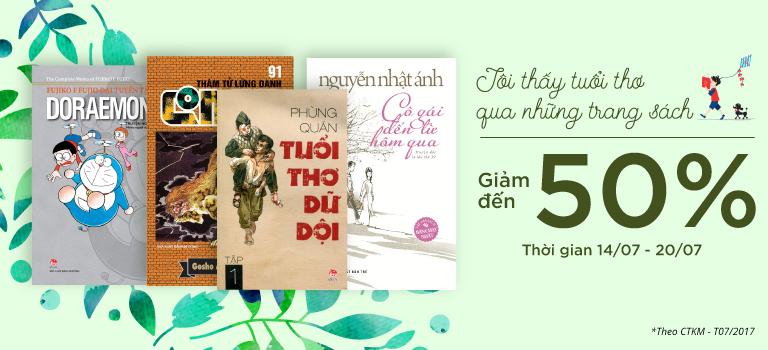 The Complete Works of FUJIKO F. FUJIO
FUJIKO F FUJIO ĐẠI TUYỂN T
DORAEMON
91
THÁM TỬ LỪNG DANH
Gosho
PHÙNG
QUÁN
TUỔI
THƠ
DỮ
DỘI
TẬP
1
nguyễn nhật ánh
Cô gái
đến từ
hôm qua
Tôi thấy tuổi thơ
qua những trang sách
Giảm
đến
50%
Thời gian 14/07 - 20/07
*Theo CTKM - T07/2017